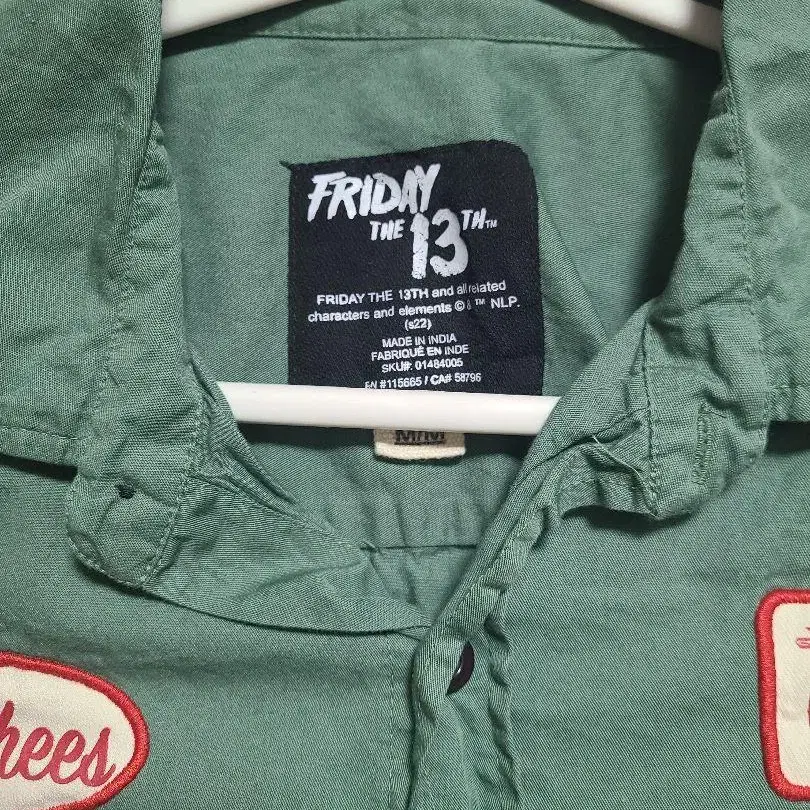 FRIDAY
THE 13TH™
FRIDAY THE 13TH and all related
characters and elements © & ™ NLP.
(s22)
MADE IN INDIA
FABRIQUÉ EN INDE
SKU#: 01484005
RN #115665 / CA# 58796
M/M
hees